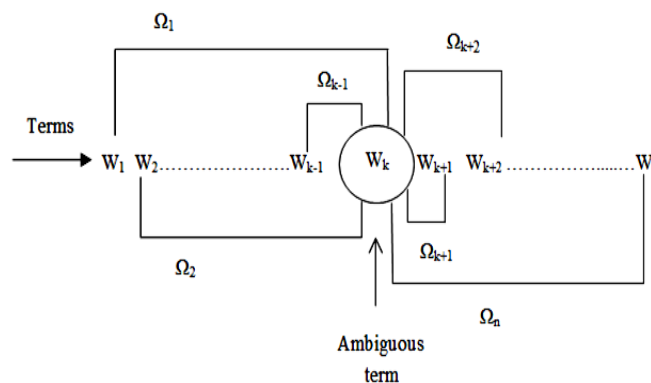 Ω₁
Ωₖ₊₂
Ωₖ₋₁
Terms
W₁ W₂........................Wₖ₋₁ Wₖ Wₖ₊₁ Wₖ₊₂ ........................W
Ωₖ₊₁
Ω₂
Ωₙ
Ambiguous
term